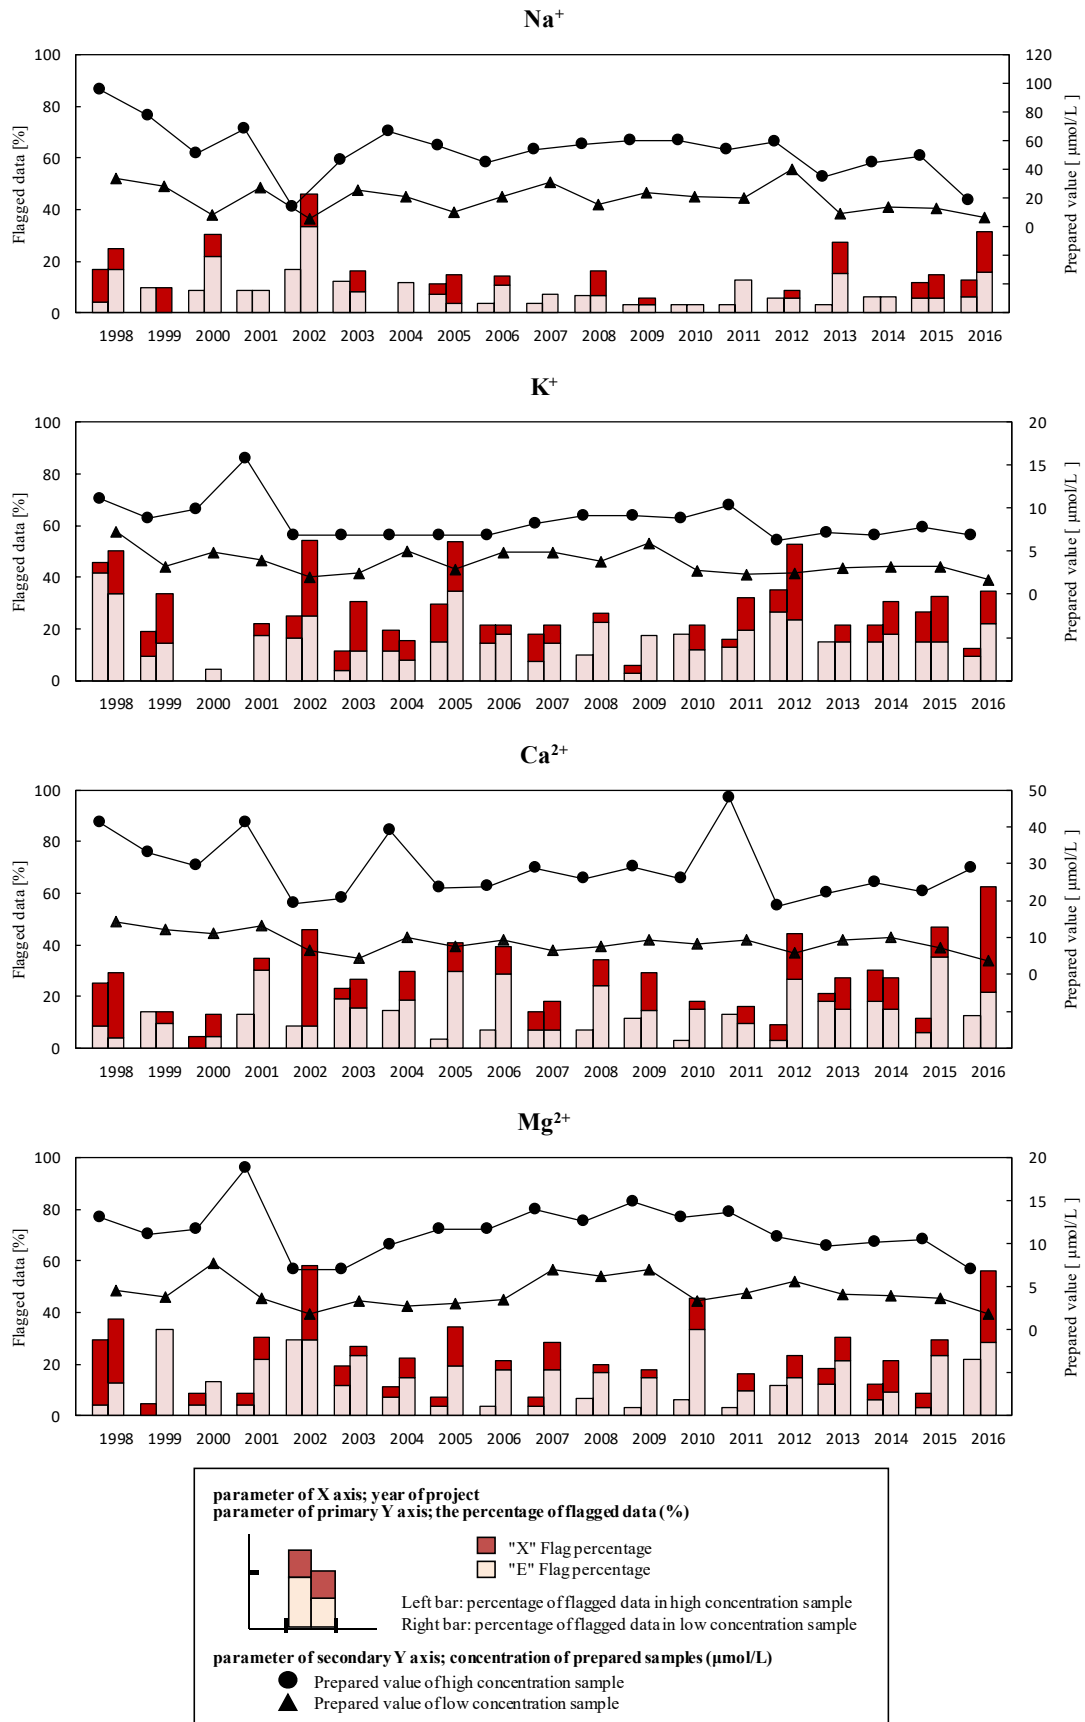 Na⁺
Flagged data [%]
100
80
60
40
20
0
120
100
80
60
40
20
0
Prepared value [ μmol/L ]
1998 1999 2000 2001 2002 2003 2004 2005 2006 2007 2008 2009 2010 2011 2012 2013 2014 2015 2016
K⁺
Flagged data [%]
100
80
60
40
20
0
20
15
10
5
0
Prepared value [ μmol/L ]
1998 1999 2000 2001 2002 2003 2004 2005 2006 2007 2008 2009 2010 2011 2012 2013 2014 2015 2016
Ca²⁺
Flagged data [%]
100
80
60
40
20
0
50
40
30
20
10
0
Prepared value [ μmol/L ]
1998 1999 2000 2001 2002 2003 2004 2005 2006 2007 2008 2009 2010 2011 2012 2013 2014 2015 2016
Mg²⁺
Flagged data [%]
100
80
60
40
20
0
20
15
10
5
0
Prepared value [ μmol/L ]
1998 1999 2000 2001 2002 2003 2004 2005 2006 2007 2008 2009 2010 2011 2012 2013 2014 2015 2016
parameter of X axis; year of project
parameter of primary Y axis; the percentage of flagged data (%)
"X" Flag percentage
"E" Flag percentage
Left bar: percentage of flagged data in high concentration sample
Right bar: percentage of flagged data in low concentration sample
parameter of secondary Y axis; concentration of prepared samples (μmol/L)
Prepared value of high concentration sample
Prepared value of low concentration sample